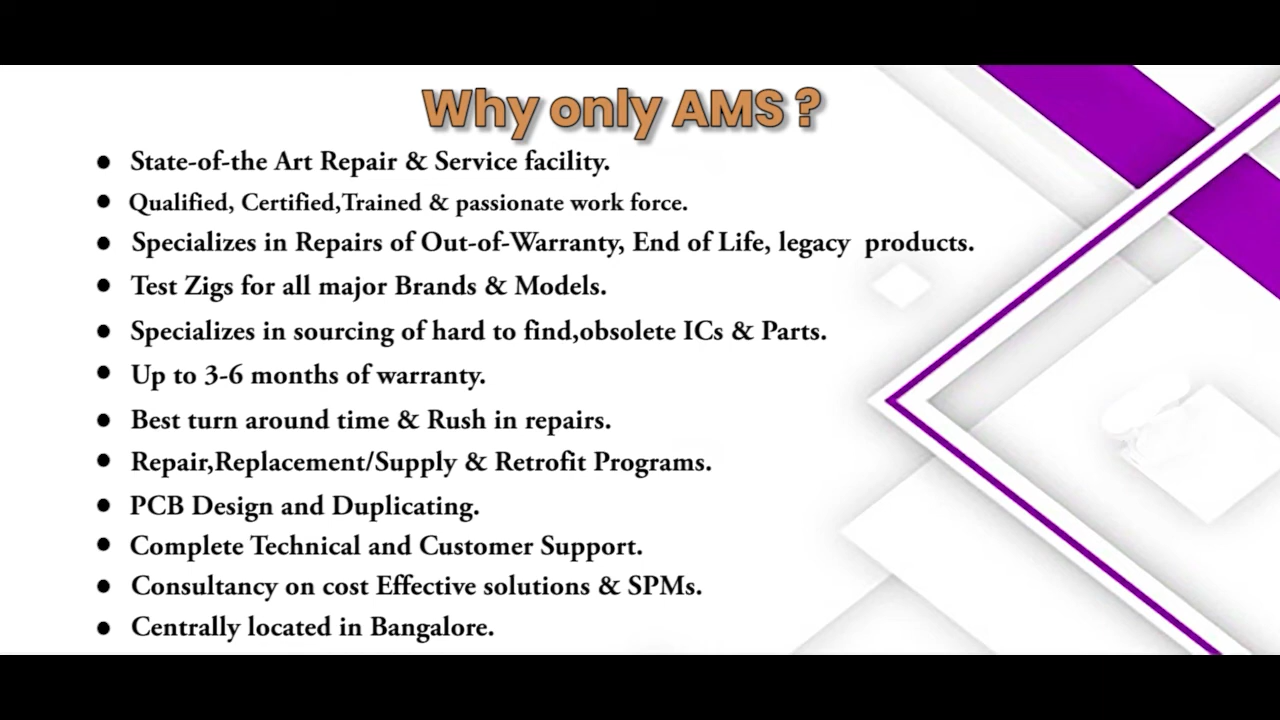 Why only AMS ?
● State-of-the Art Repair & Service facility.
● Qualified, Certified,Trained & passionate work force.
● Specializes in Repairs of Out-of-Warranty, End of Life, legacy  products.
● Test Zigs for all major Brands & Models.
● Specializes in sourcing of hard to find,obsolete ICs & Parts.
● Up to 3-6 months of warranty.
● Best turn around time & Rush in repairs.
● Repair,Replacement/Supply & Retrofit Programs.
● PCB Design and Duplicating.
● Complete Technical and Customer Support.
● Consultancy on cost Effective solutions & SPMs.
● Centrally located in Bangalore.